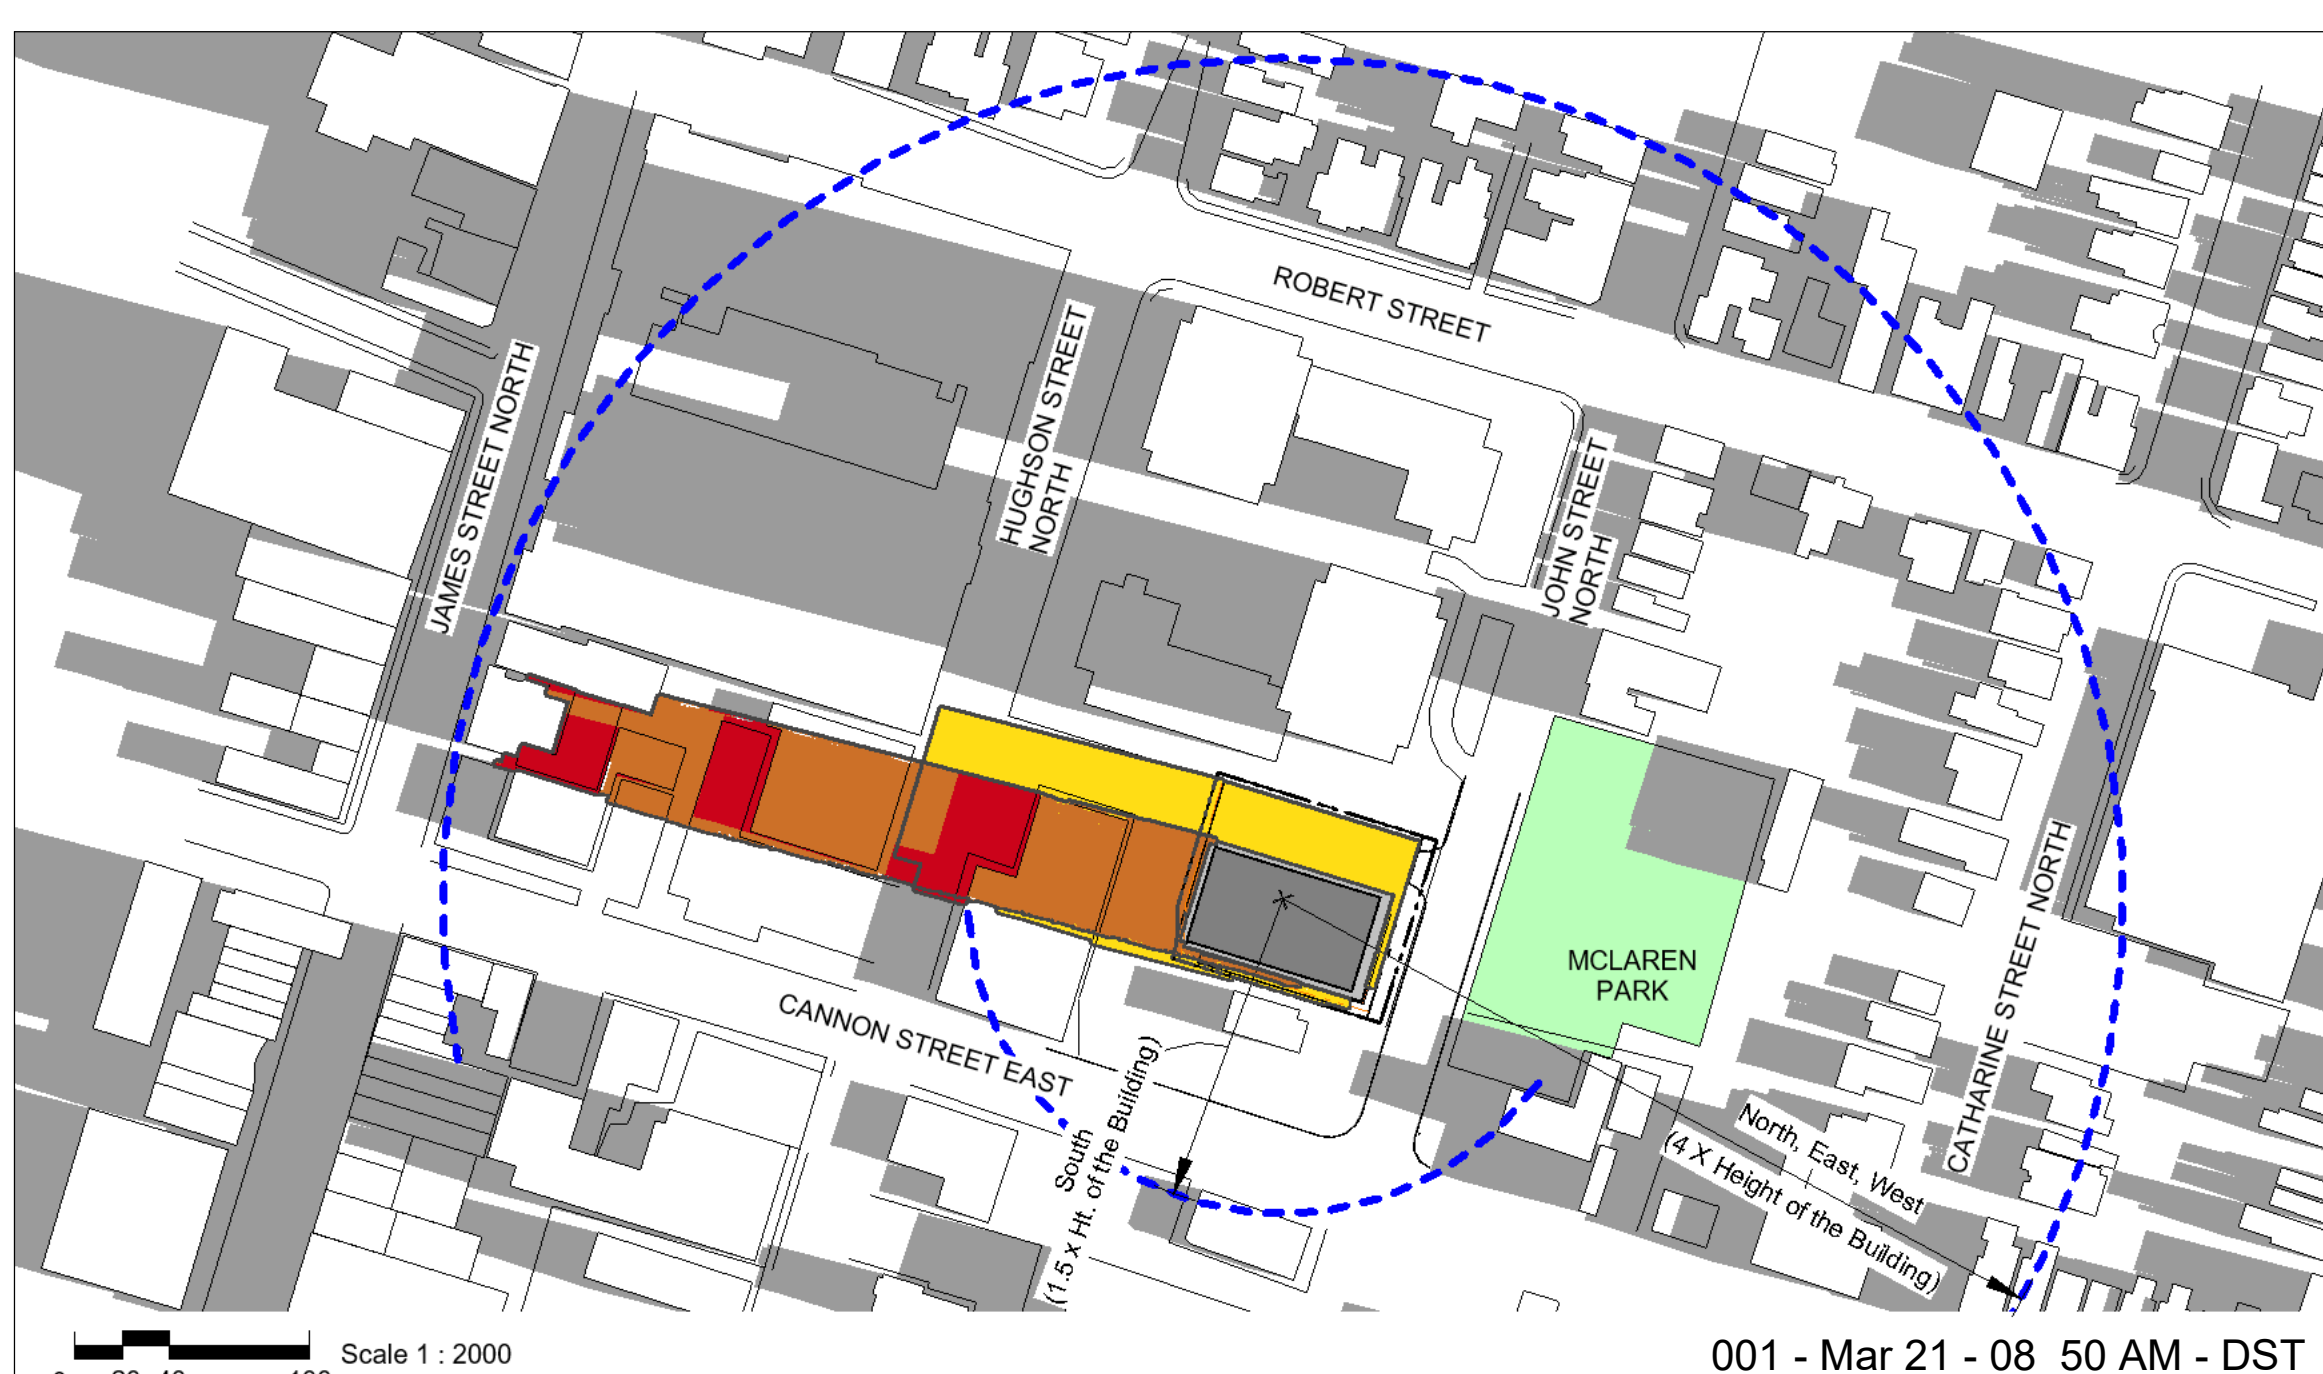 ROBERT STREET
HUGHSON STREET
NORTH
JAMES STREET NORTH
JOHN STREET
NORTH
MCLAREN
PARK
CATHARINE STREET NORTH
CANNON STREET EAST
South
(1.5 x Ht. of the Building)
North, East, West
(4 X Height of the Building)
Scale 1 : 2000
001 - Mar 21 - 08 50 AM - DST